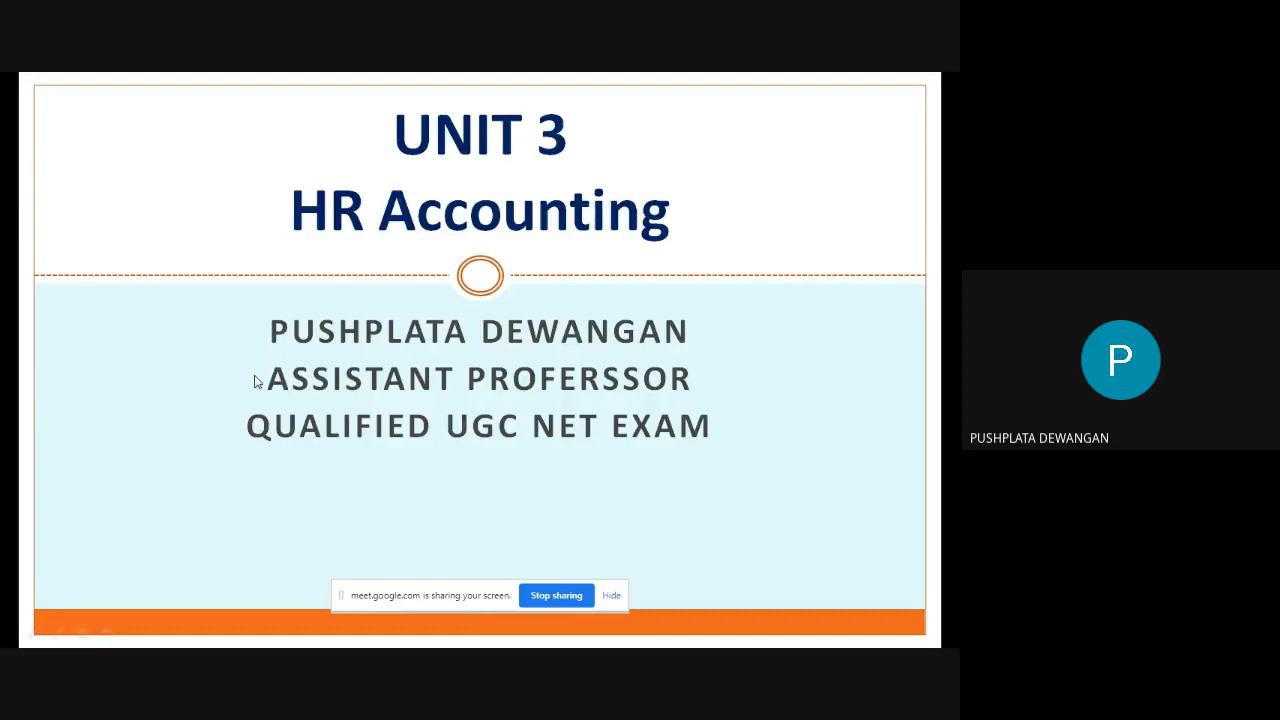 UNIT 3
HR Accounting
PUSHPLATA DEWANGAN
ASSISTANT PROFERSSOR
QUALIFIED UGC NET EXAM
meet.google.com is sharing your screen. Stop sharing Hide
P
PUSHPLATA DEWANGAN